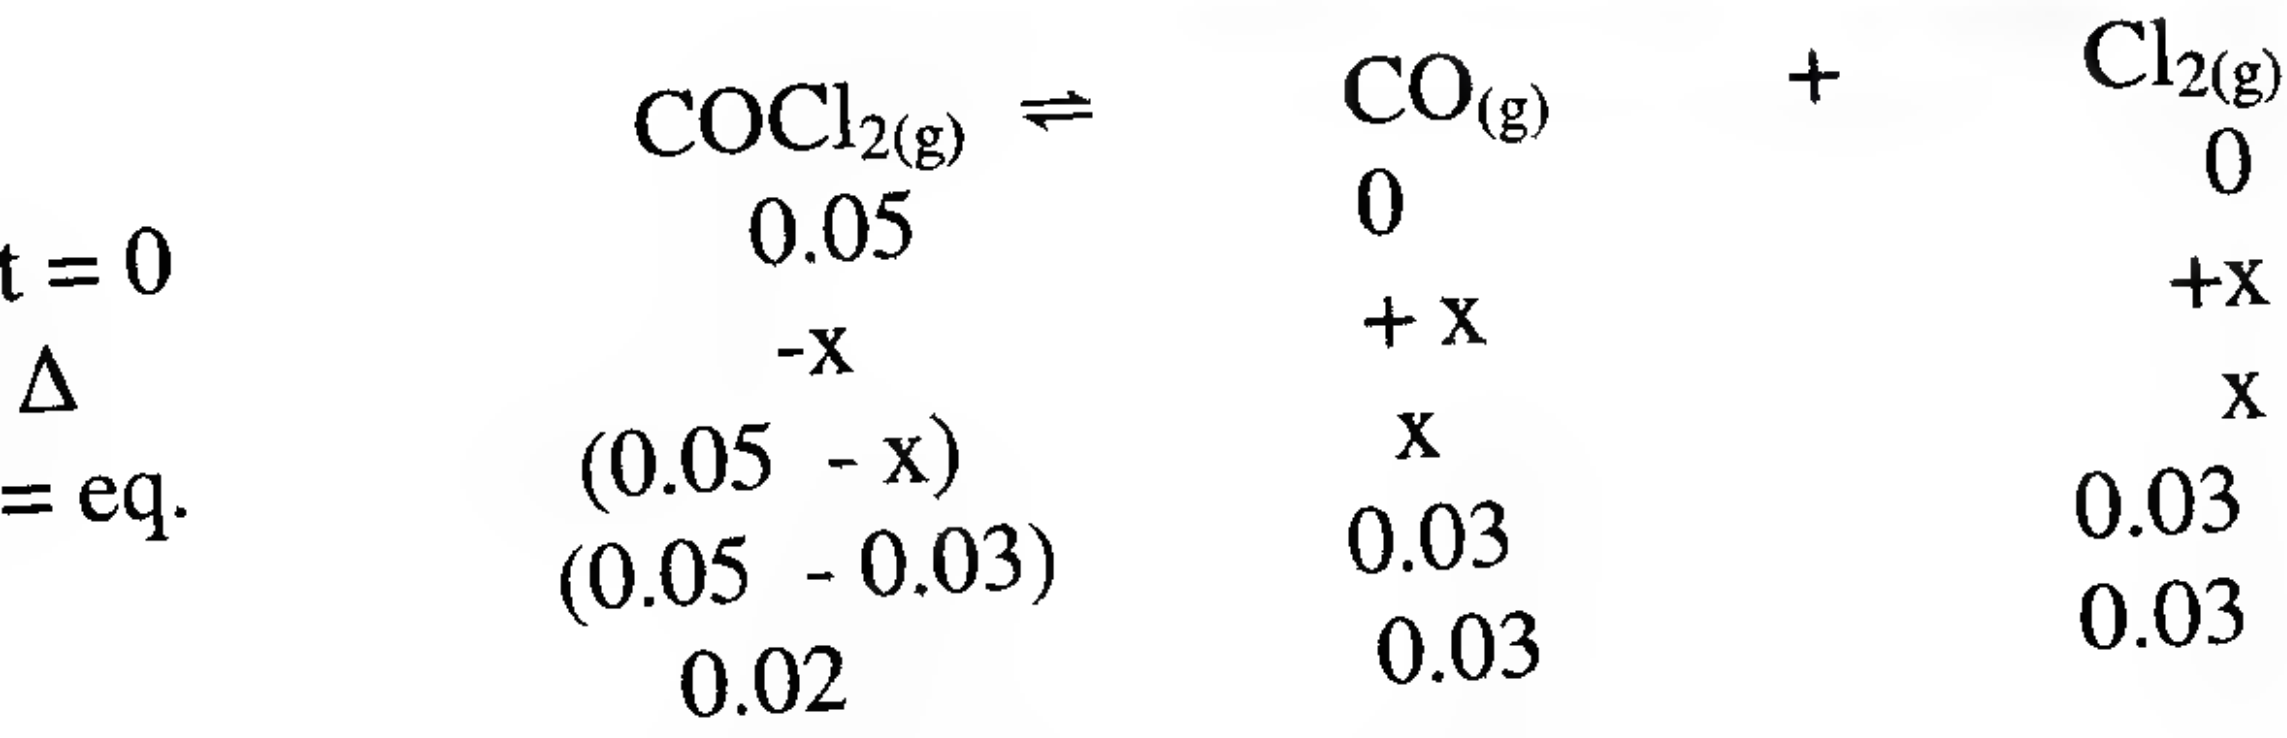 COCl₂₍g₎ ⇌ CO₍g₎ + Cl₂₍g₎
t = 0 0.05 0 0
Δ -x + x +x
= eq. (0.05 - x) x x
(0.05 - 0.03) 0.03 0.03
0.02 0.03 0.03